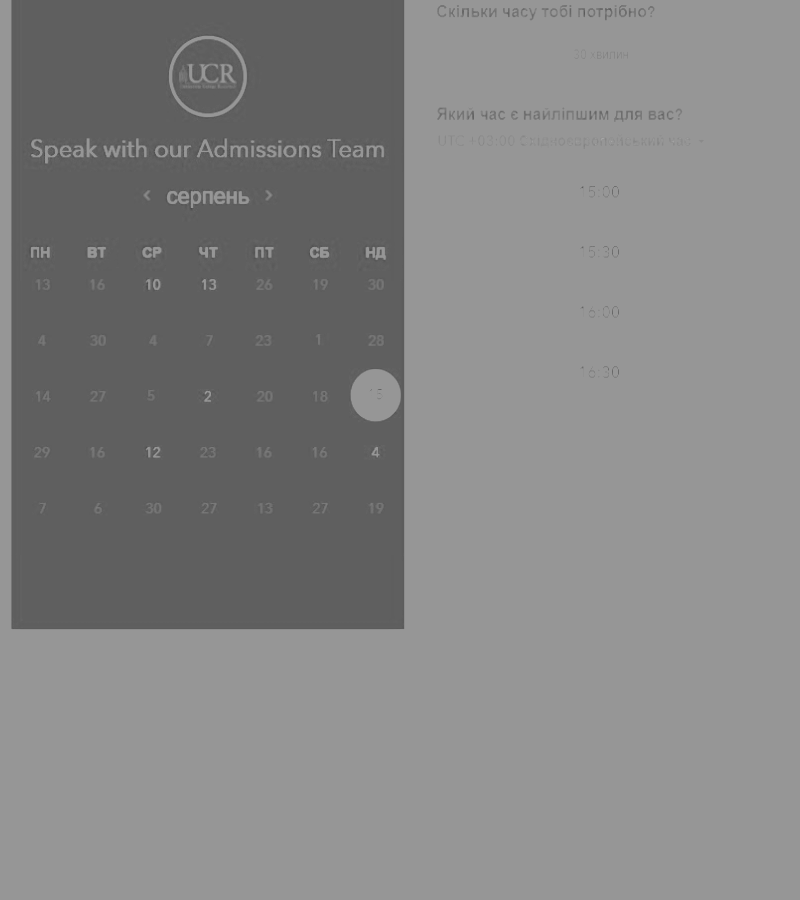 UCR
Speak with our Admissions Team
серпень
ПН ВТ СР ЧТ ПТ СБ НД
13 16 10 13 26 19 30
4 30 4 7 23 1 28
14 27 5 2 20 18 15
29 16 12 23 16 16 4
7 6 30 27 13 27 19
Скільки часу тобі потрібно?
30 хвилин
Який час є найліпшим для вас?
UTC +03:00
15:00
15:30
16:00
16:30